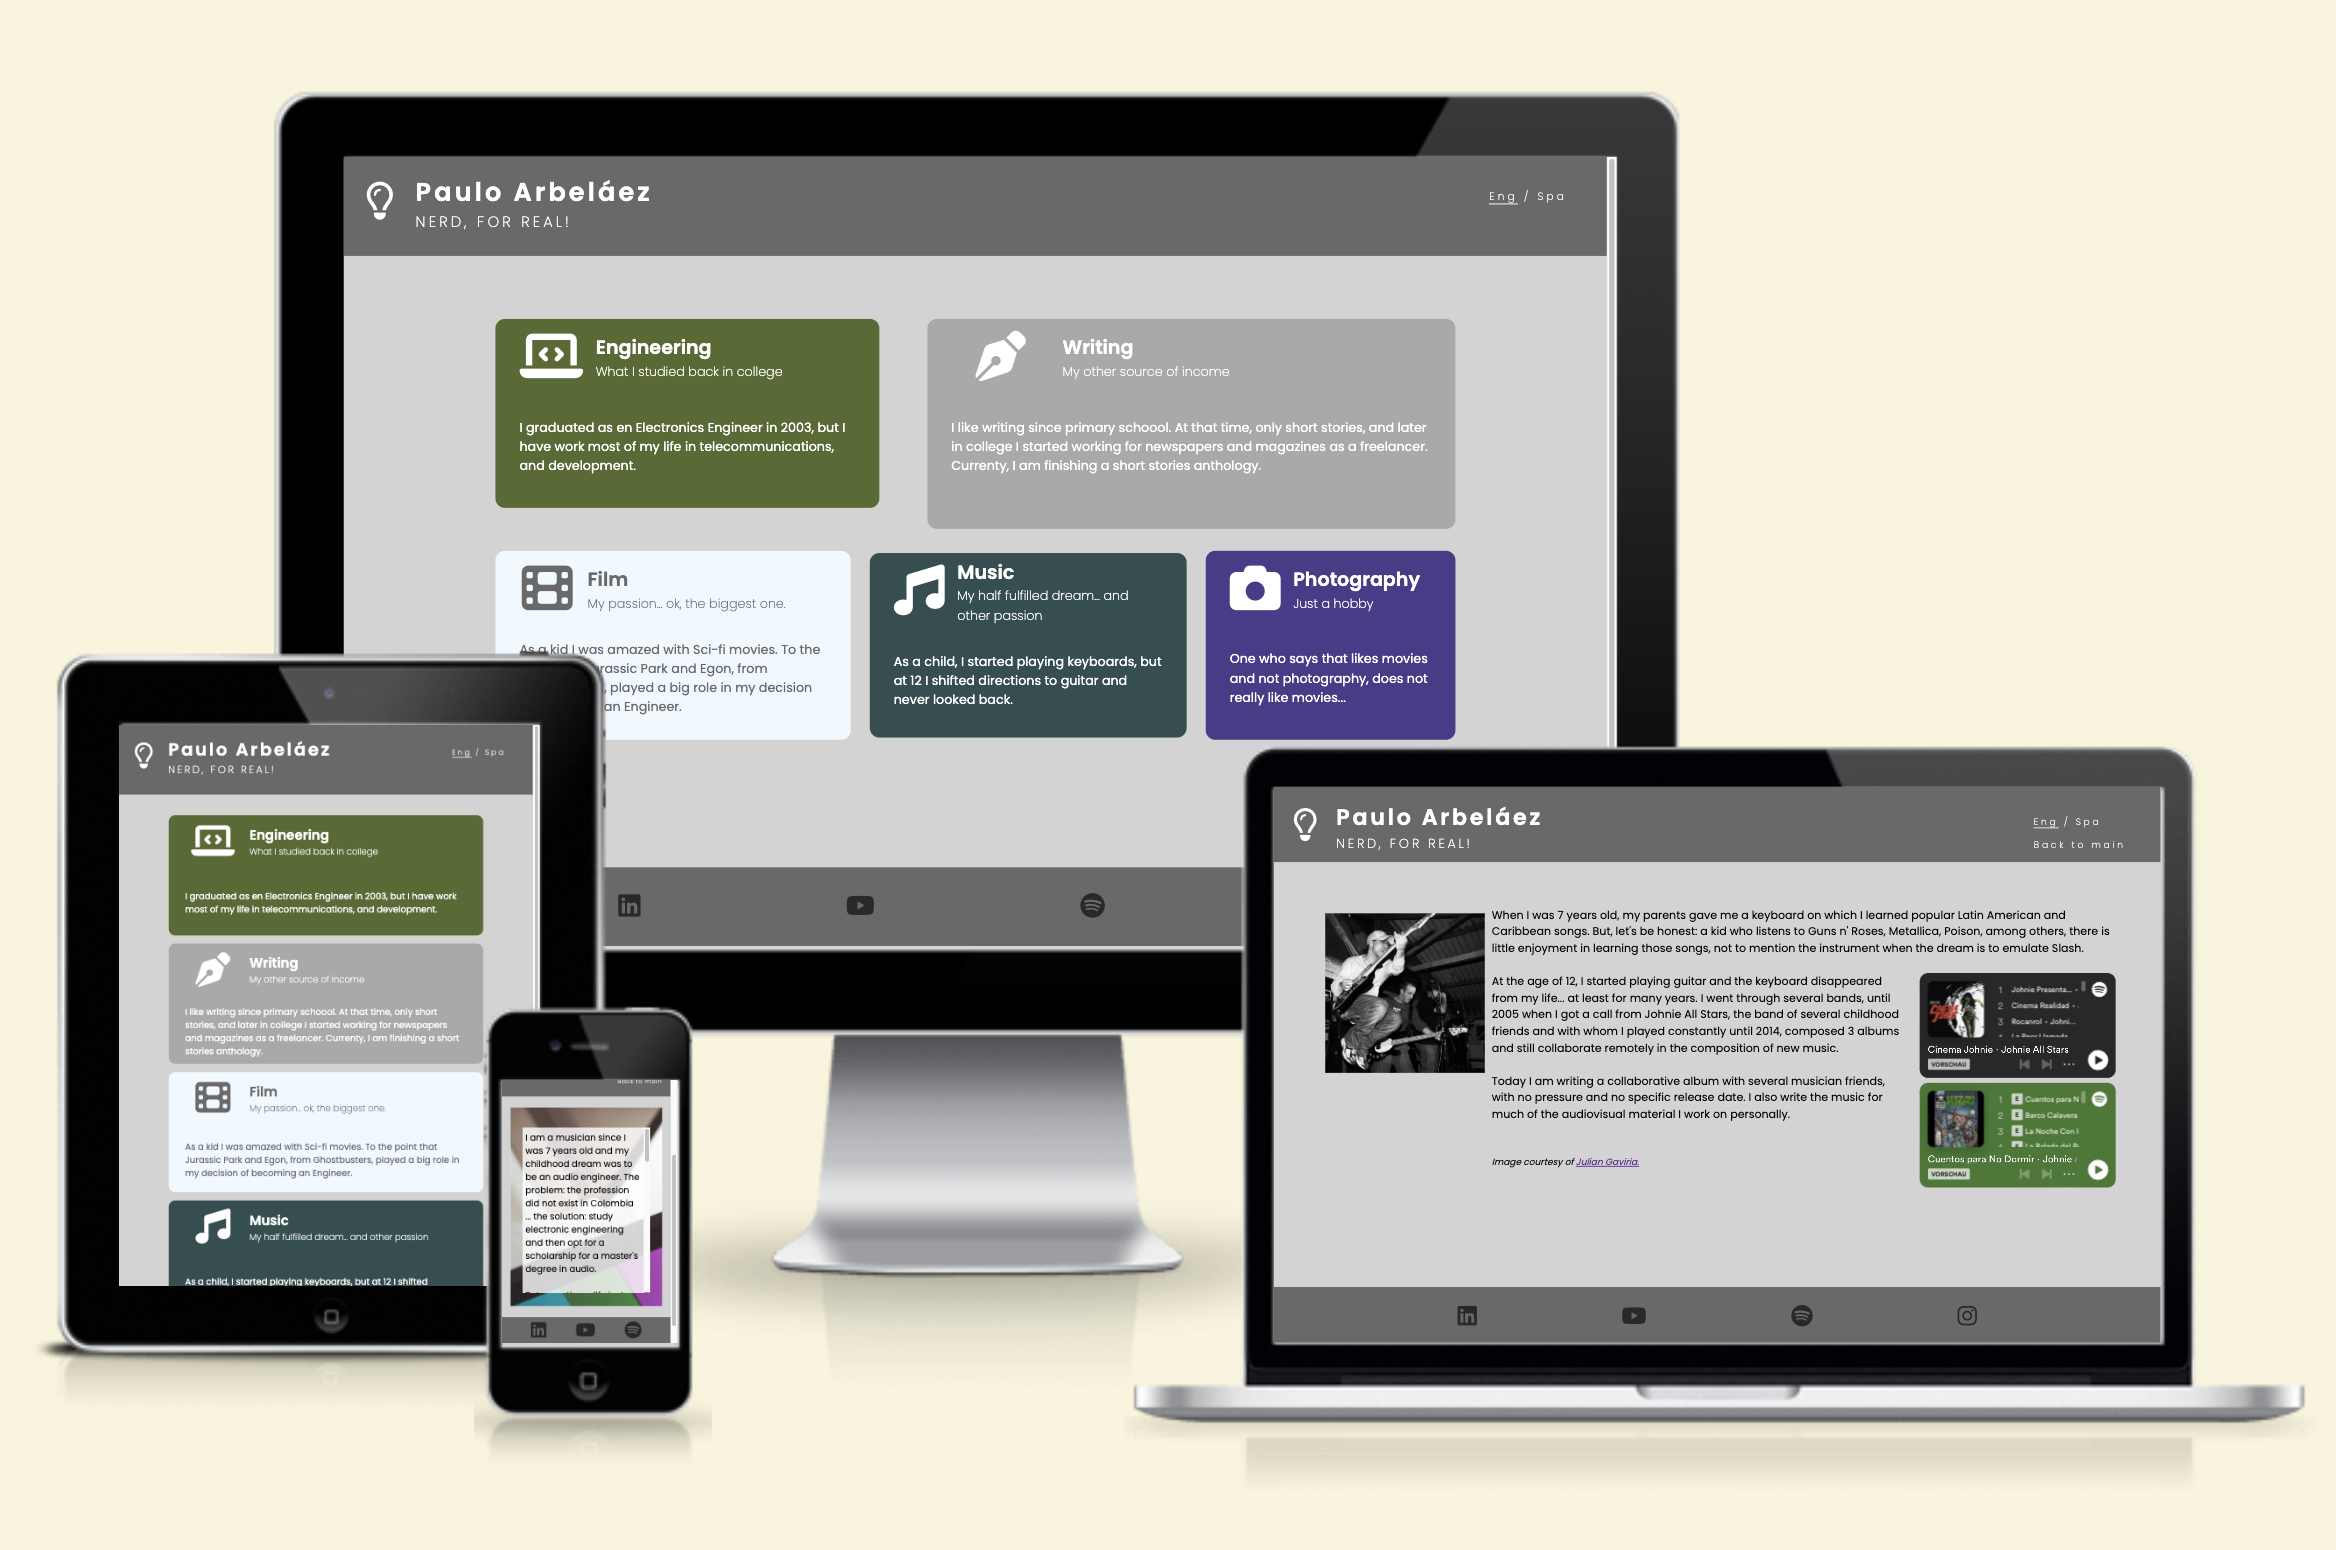 Paulo Arbeláez
NERD, FOR REAL!
Eng / Spa
Engineering
What I studied back in college
I graduated as en Electronics Engineer in 2003, but I
have work most of my life in telecommunications,
and development.
Writing
My other source of income
I like writing since primary schoool. At that time, only short stories, and later
in college I started working for newspapers and magazines as a freelancer.
Currenty, I am finishing a short stories anthology.
Film
My passion... ok, the biggest one.
As a kid I was amazed with Sci-fi movies. To the
urassic Park and Egon, from
, played a big role in my decision
an Engineer.
Music
My half fulfilled dream... and
other passion
As a child, I started playing keyboards, but
at 12 I shifted directions to guitar and
never looked back.
Photography
Just a hobby
One who says that likes movies
and not photography, does not
really like movies...
Paulo Arbeláez
NERD, FOR REAL!
Eng / Spa
Engineering
What I studied back in college
I graduated as en Electronics Engineer in 2003, but I have work
most of my life in telecommunications, and development.
Writing
My other source of income
I like writing since primary schoool. At that time, only short
stories, and later in college I started working for newspapers
and magazines as a freelancer. Currenty, I am finishing a short
stories anthology.
Film
My passion... ok, the biggest one.
As a kid I was amazed with Sci-fi movies. To the point that
Jurassic Park and Egon, from Ghostbusters, played a big role in
my decision of becoming an Engineer.
Music
My half fulfilled dream... and other passion
As a child, I started playing keyboards, but at 12 I shifted
Back to main
I am a musician since I
was 7 years old and my
childhood dream was to
be an audio engineer. The
problem: the profession
did not exist in Colombia
... the solution: study
electronic engineering
and then opt for a
scholarship for a master's
degree in audio.
Paulo Arbeláez
NERD, FOR REAL!
Eng / Spa
Back to main
When I was 7 years old, my parents gave me a keyboard on which I learned popular Latin American and
Caribbean songs. But, let's be honest: a kid who listens to Guns n' Roses, Metallica, Poison, among others, there is
little enjoyment in learning those songs, not to mention the instrument when the dream is to emulate Slash.
At the age of 12, I started playing guitar and the keyboard disappeared
from my life... at least for many years. I went through several bands, until
2005 when I got a call from Johnie All Stars, the band of several childhood
friends and with whom I played constantly until 2014, composed 3 albums
and still collaborate remotely in the composition of new music.
Today I am writing a collaborative album with several musician friends,
with no pressure and no specific release date. I also write the music for
much of the audiovisual material I work on personally.
Image courtesy of Julian Gaviria.
1 Johnie Presenta... •
2 Cinema Realidad •
3 Rocanrol • Johni...
Cinema Johnie · Johnie All Stars
VORSCHAU
1 E Cuentos para N
2 E Barco Calavera
3 E La Noche Con
Cuentos para No Dormir · Johnie
VORSCHAU